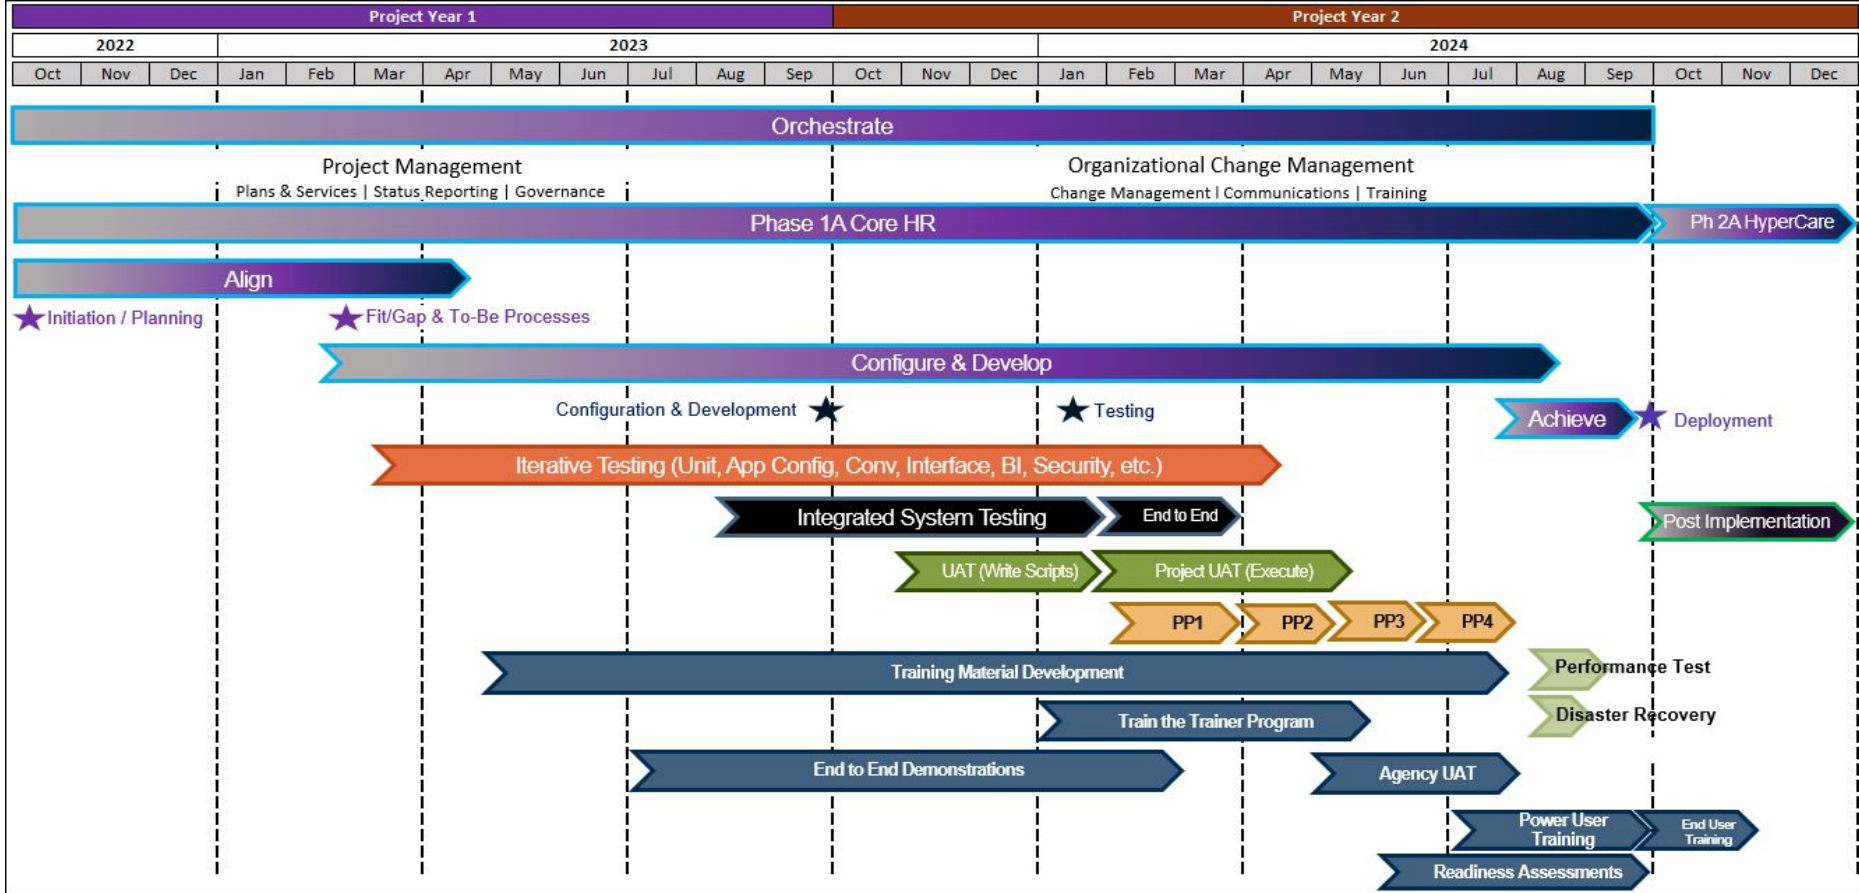 Project Year 1 Project Year 2
2022 2023 2024
Oct Nov Dec Jan Feb Mar Apr May Jun Jul Aug Sep Oct Nov Dec Jan Feb Mar Apr May Jun Jul Aug Sep Oct Nov Dec
Orchestrate
Project Management
Plans & Services | Status Reporting | Governance
Organizational Change Management
Change Management l Communications | Training
Phase 1A Core HR
Ph 2A HyperCare
Align
Initiation / Planning
Fit/Gap & To-Be Processes
Configure & Develop
Configuration & Development
Testing
Achieve
Deployment
Iterative Testing (Unit, App Config, Conv, Interface, BI, Security, etc.)
Integrated System Testing
End to End
Post Implementation
UAT (Write Scripts)
Project UAT (Execute)
PP1
PP2
PP3
PP4
Training Material Development
Performance Test
Train the Trainer Program
Disaster Recovery
End to End Demonstrations
Agency UAT
Power User
Training
End User
Training
Readiness Assessments